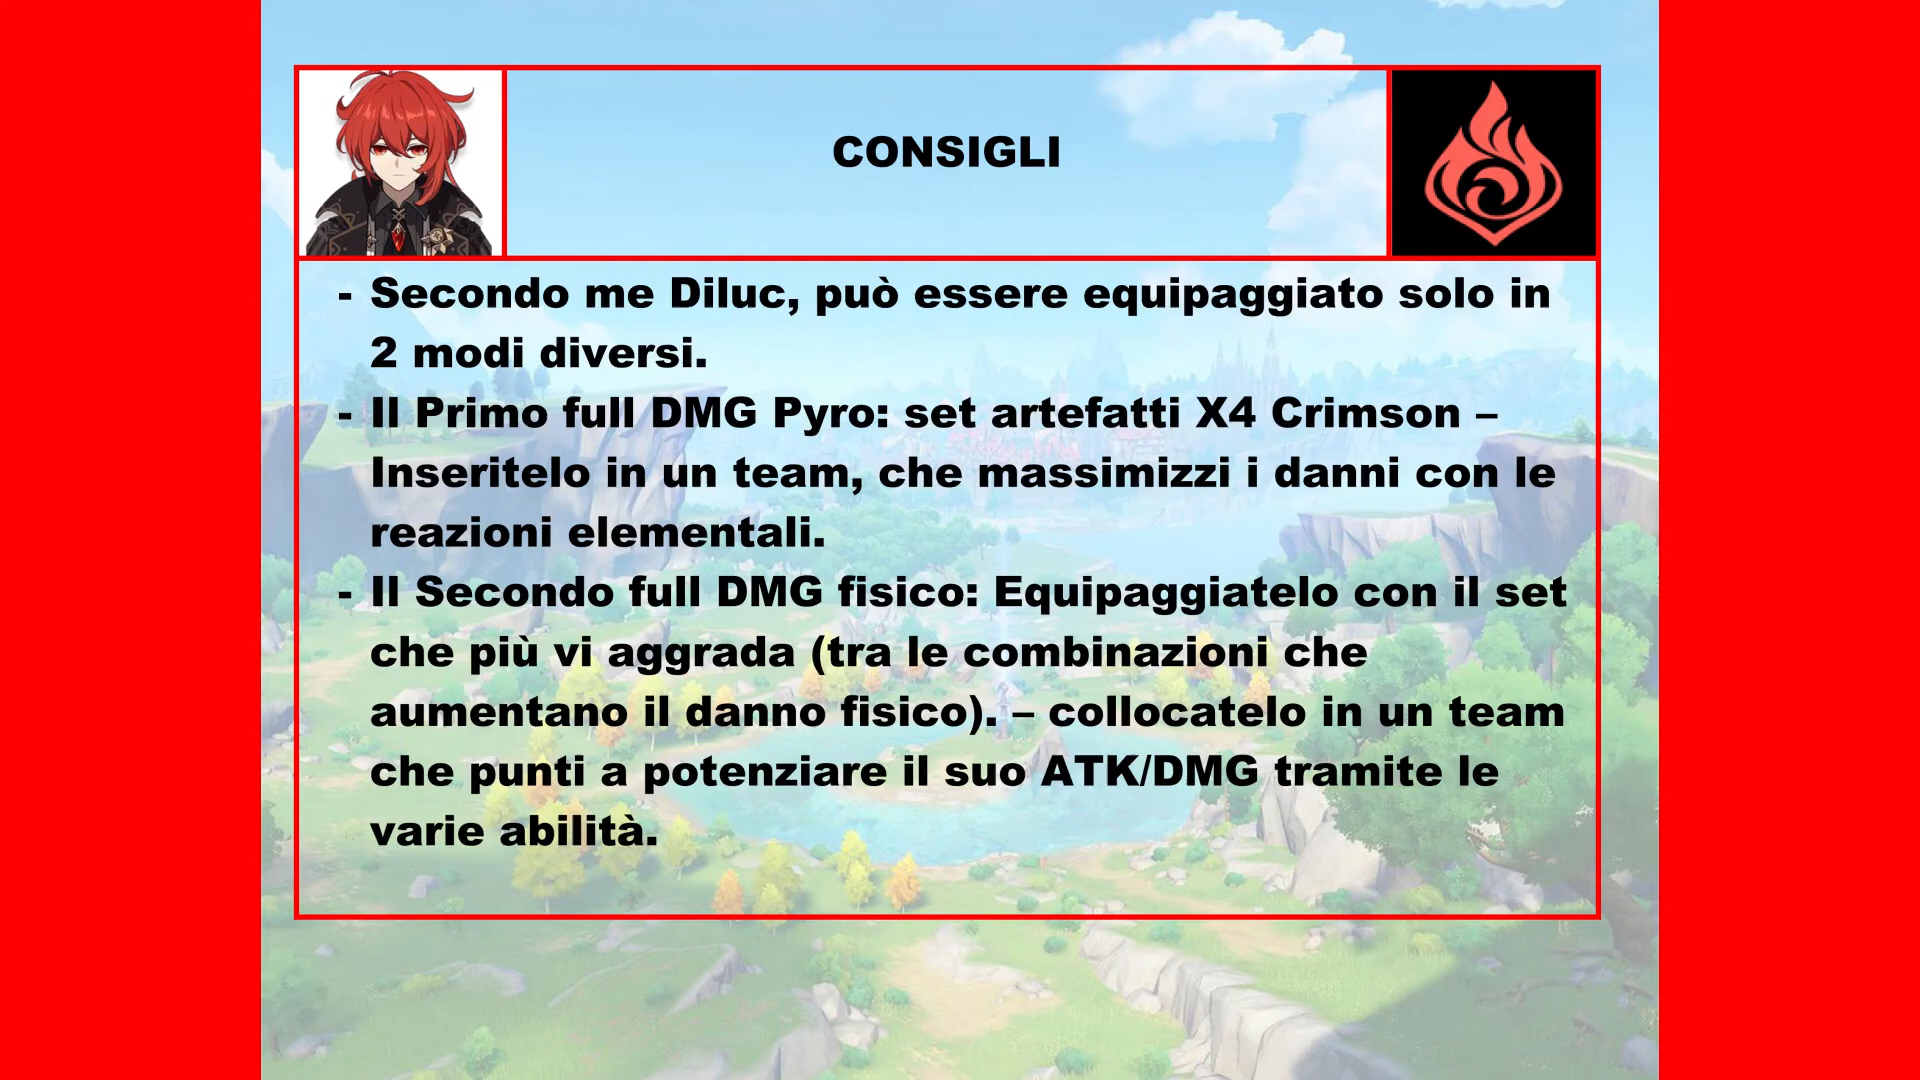 CONSIGLI
- Secondo me Diluc, può essere equipaggiato solo in
2 modi diversi.
- Il Primo full DMG Pyro: set artefatti X4 Crimson –
Inseritelo in un team, che massimizzi i danni con le
reazioni elementali.
- Il Secondo full DMG fisico: Equipaggiatelo con il set
che più vi aggrada (tra le combinazioni che
aumentano il danno fisico). – collocatelo in un team
che punti a potenziare il suo ATK/DMG tramite le
varie abilità.